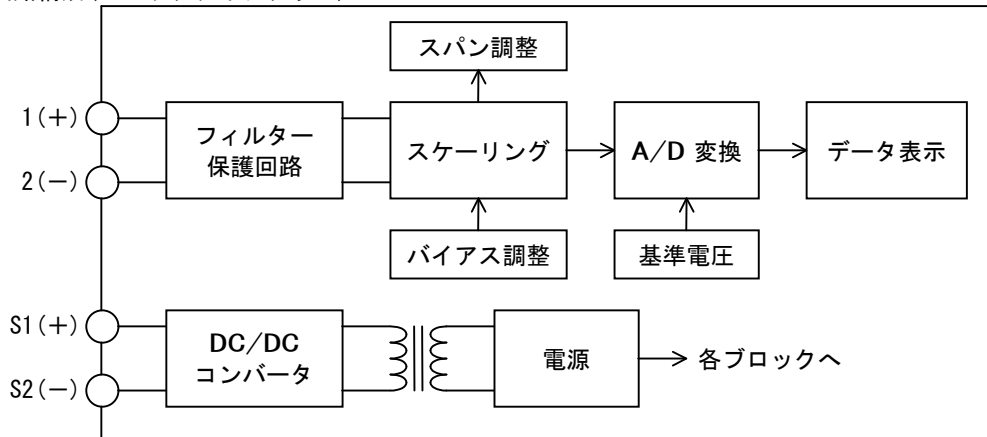 スパン調整
1(+)
フィルター
保護回路
スケーリング
A/D 変換
データ表示
2(−)
バイアス調整
基準電圧
S1(+)
DC/DC
コンバータ
電源
各ブロックへ
S2(−)